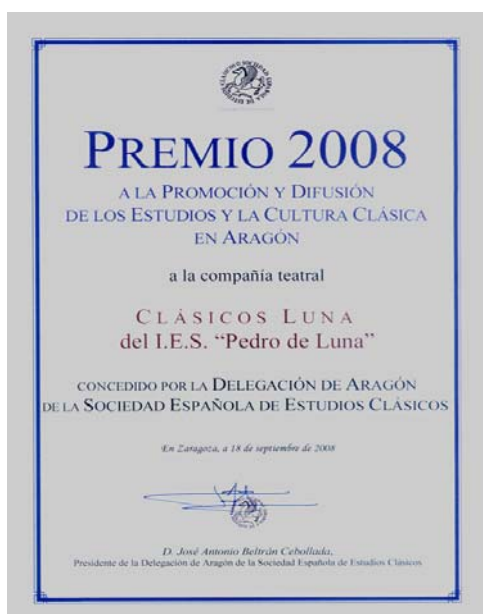 PREMIO 2008
A LA PROMOCIÓN Y DIFUSIÓN
DE LOS ESTUDIOS Y LA CULTURA CLÁSICA
EN ARAGÓN
a la compañía teatral
CLÁSICOS LUNA
del I.E.S. “Pedro de Luna”
CONCEDIDO POR LA DELEGACIÓN DE ARAGÓN
DE LA SOCIEDAD ESPAÑOLA DE ESTUDIOS CLÁSICOS
En Zaragoza, a 18 de septiembre de 2008
D. José Antonio Beltrán Cebollada,
Presidente de la Delegación de Aragón de la Sociedad Española de Estudios Clásicos